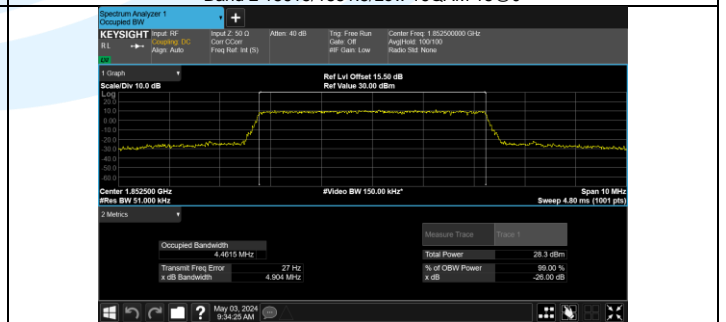 Spectrum Analyzer 1
Occupied BW
+
KEYSIGHT Input: RF
R L
Coupling: DC
Align: Auto
Input Z: 50 Ω
Corr CCorr
Freq Ref: Int (S)
Atten: 40 dB
Trig: Free Run
Gate: Off
#IF Gain: Low
Center Freq: 1.852500000 GHz
Avg|Hold: 100/100
Radio Std: None
1 Graph
Scale/Div 10.0 dB
Ref Lvl Offset 15.50 dB
Ref Value 30.00 dBm
Log
20.0
10.0
0.00
-10.0
-20.0
-30.0
-40.0
-50.0
-60.0
Center 1.852500 GHz
#Res BW 51.000 kHz
#Video BW 150.00 kHz*
Span 10 MHz
Sweep 4.80 ms (1001 pts)
2 Metrics
Measure Trace
Trace 1
Occupied Bandwidth
4.4615 MHz
Total Power 28.3 dBm
Transmit Freq Error 27 Hz
% of OBW Power 99.00 %
x dB Bandwidth 4.904 MHz
x dB -26.00 dB
?
May 03, 2024
9:34:25 AM